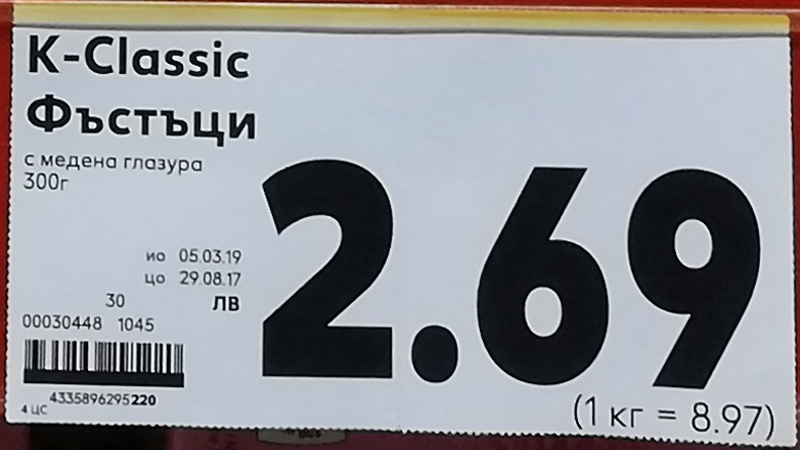 K-Classic
Фъстъци
с медена глазура
300г
2.69
ио 05.03.19
цо 29.08.17
30 ЛВ
00030448 1045
4335896295220
4 ЦС
(1 кг = 8.97)